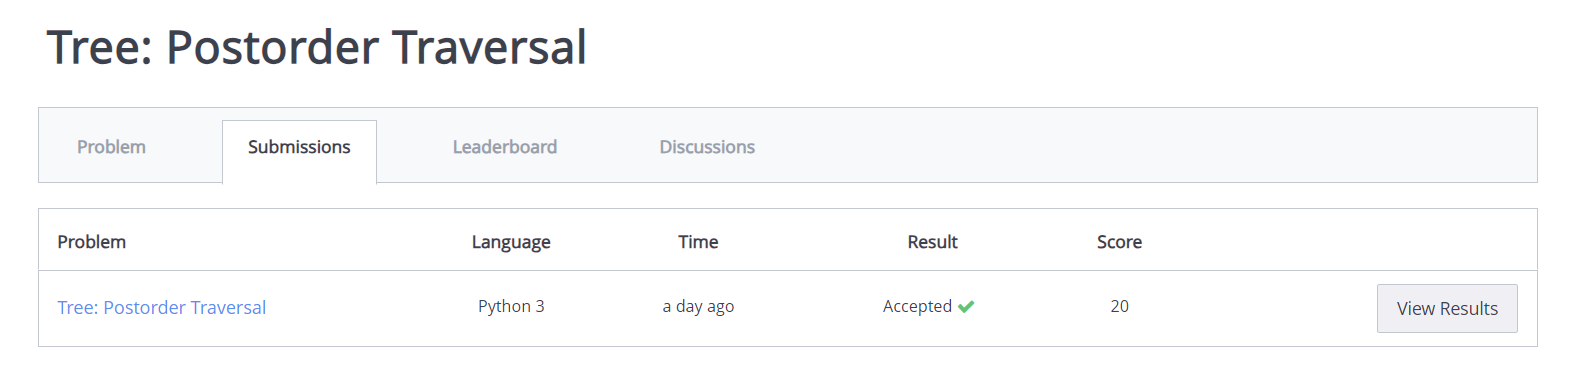 Tree: Postorder Traversal
Problem Submissions Leaderboard Discussions
Problem Language Time Result Score
Tree: Postorder Traversal Python 3 a day ago Accepted 20 View Results